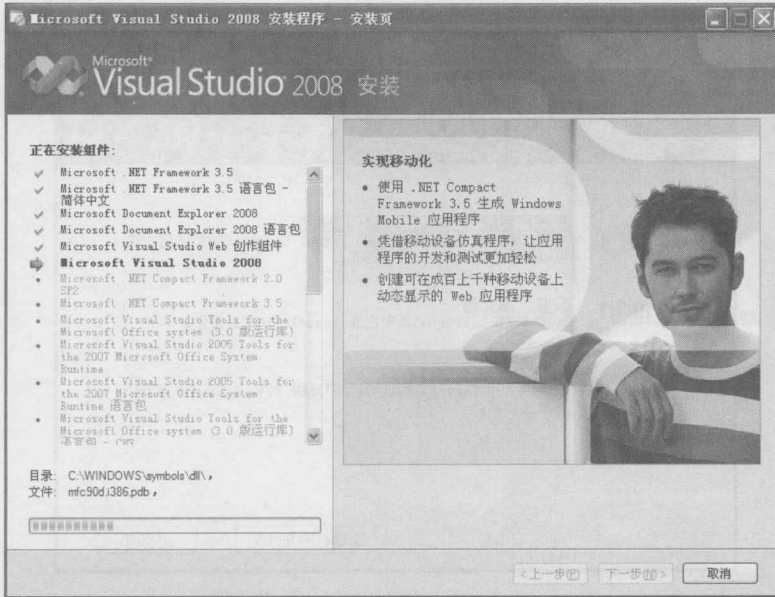 Microsoft Visual Studio 2008 安装程序 - 安装页
Microsoft®
Visual Studio 2008 安装
正在安装组件:
Microsoft .NET Framework 3.5
Microsoft .NET Framework 3.5 语言包 -
简体中文
Microsoft Document Explorer 2008
Microsoft Document Explorer 2008 语言包
Microsoft Visual Studio Web 创作组件
Microsoft Visual Studio 2008
Microsoft .NET Compact Framework 2.0
SP2
Microsoft .NET Compact Framework 3.5
Microsoft Visual Studio Tools for the
Microsoft Office system (3.0 版运行库)
Microsoft Visual Studio 2005 Tools for
the 2007 Microsoft Office System
Runtime
Microsoft Visual Studio 2005 Tools for
the 2007 Microsoft Office System
Runtime 语言包
Microsoft Visual Studio Tools for the
Microsoft Office system (3.0 版运行库)
语言包 - CHS
目录: C:\WINDOWS\symbols\dll\,
文件: mfc90d.i386.pdb,
实现移动化
• 使用 .NET Compact
Framework 3.5 生成 Windows
Mobile 应用程序
• 凭借移动设备仿真程序，让应用
程序的开发和测试更加轻松
• 创建可在成百上千种移动设备上
动态显示的 Web 应用程序
<上一步(P)
下一步(N)>
取消